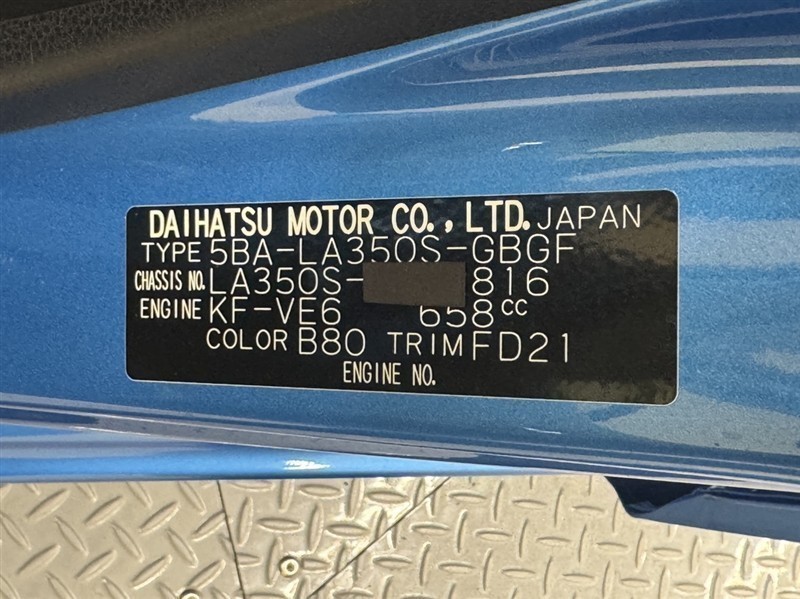 DAIHATSU MOTOR CO., LTD. JAPAN
TYPE 5BA-LA350S-GBGF
CHASSIS NO. LA350S- 816
ENGINE KF-VE6 658cc
COLOR B80 TRIM FD21
ENGINE NO.